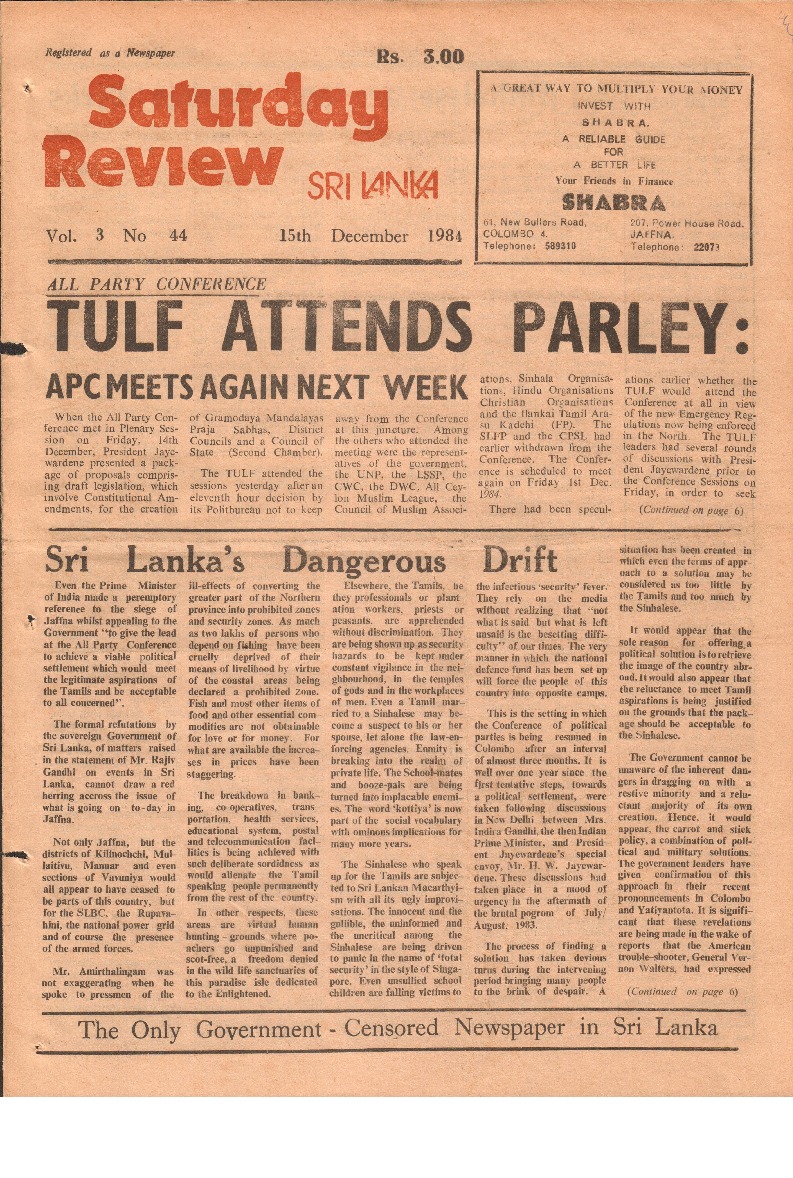 Registered as a Newspaper
Rs. 3.00
Saturday
Review
SRI LANKA
Vol. 3 No 44 15th December 1984
A GREAT WAY TO MULTIPLY YOUR MONEY
INVEST WITH
SHABRA.
A RELIABLE GUIDE
FOR
A BETTER LIFE
Your Friends in Finance
SHABRA
61, New Bullers Road,
COLOMBO 4.
Telephone: 589310
207, Power House Road,
JAFFNA.
Telephone: 22073
ALL PARTY CONFERENCE
TULF ATTENDS PARLEY:
APC MEETS AGAIN NEXT WEEK
When the All Party Con-
ference met in Plenary Ses-
sion on Friday, 14th
December, President Jaye-
wardene presented a pack-
age of proposals compris-
ing draft legislation, which
involve Constitutional Am-
endments, for the creation
of Gramodaya Mandalayas
Praja Sabhas, District
Councils and a Council of
State (Second Chamber).
The TULF attended the
sessions yesterday after un
eleventh hour decision by
its Politbureau not to keep
away from the Conference
at this juncture. Among
the others who attended the
meeting were the represent-
atives of the government,
the UNP, the LSSP, the
CWC, the DWC, All Cey-
lon Muslim League, the
Council of Muslim Associ-
ations, Sinhala Organisa-
tions, Hindu Organisations
Christian Organisations
and the Ilankai Tamil Ara-
su Kadchi (FP). The
SLFP and the CPSL had
earlier withdrawn from the
Conference. The Confer-
ence is scheduled to meet
again on Friday 1st Dec.
1984.
There had been specul-
ations earlier whether the
TULF would attend the
Conference at all in view
of the new Emergency Reg-
ulations now being enforced
in the North. The TULF
leaders had several rounds
of discussions with Presi-
dent Jayewardene prior to
the Conference Sessions on
Friday, in order to seek
(Continued on page 6)
Sri Lanka's Dangerous Drift
Even the Prime Minister
of India made a peremptory
reference to the siege of
Jaffna whilst appealing to the
Government "to give the lead
at the All Party Conference
to achieve a viable political
settlement which would meet
the legitimate aspirations of
the Tamils and be acceptable
to all concerned".
The formal refutations by
the sovereign Government of
Sri Lanka, of matters raised
in the statement of Mr. Rajiv
Gandhi on events in Sri
Lanka, cannot draw a red
herring accross the issue of
what is going on to-day in
Jaffna.
Not only Jaffna, but the
districts of Kilinochchi, Mul-
laitivu, Mannar and even
sections of Vavuniya would
all appear to have ceased to
be parts of this country, but
for the SLBC, the Rupava-
hini, the national power grid
and of course the presence
of the armed forces.
Mr. Amirthalingam was
not exaggerating when he
spoke to pressmen of the
ill-effects of converting the
greater part of the Northern
province into prohibited zones
and security zones. As much
as two lakhs of persons who
depend on fishing have been
cruelly deprived of their
means of livelihood by virtue
of the coastal areas being
declared a prohibited zone.
Fish and most other items of
food and other essential com-
modities are not obtainable
for love or for money. For
what are available the increa-
ses in prices have been
staggering.
The breakdown in bank-
ing, co-operatives, trans
portation, health services,
educational system, postal
and telecommunication facil-
lities is being achieved with
such deliberate sordidness as
would alienate the Tamil
speaking people permanently
from the rest of the country.
In other respects, these
areas are virtual human
hunting-grounds where po-
achers go unpunished and
scot-free, a freedom denied
in the wild life sanctuaries of
this paradise isle dedicated
to the Enlightened.
Elsewhere, the Tamils, be
they professionals or plant
ation workers, priests or
peasants, are apprehended
without discrimination. They
are being shown up as security
hazards to be kept under
constant vigilance in the nei-
ghbourhood, in the temples
of gods and in the workplaces
of men. Even a Tamil mar-
ried to a Sinhalese may be-
come a suspect to his or her
spouse, let alone the law-en-
forcing agencies. Enmity is
breaking into the realm of
private life. The School-mates
and booze-pals are being
turned into implacable enemi-
es. The word 'kottiya' is now
part of the social vocabulary
with ominous implications for
many more years.
The Sinhalese who speak
up for the Tamils are subjec-
ted to Sri Lankan Macarthyi-
sm with all its ugly improvi-
sations. The innocent and the
gullible, the uninformed and
the uncritical among the
Sinhalese are being driven
to panic in the name of 'total
security' in the style of Singa-
pore. Even unsullied school
children are falling victims to
the infectious 'security' fever.
They rely on the media
without realizing that "not
what is said but what is left
unsaid is the besetting diffi-
culty" of our times. The very
manner in which the national
defence fund has been set up
will force the people of this
country into opposite camps.
This is the setting in which
the Conference of political
parties is being resumed in
Colombo after an interval
of almost three months. It is
well over one year since the
first tentative steps, towards
a political settlement, were
taken following discussions
in New Delhi between Mrs.
Indira Gandhi, the then Indian
Prime Minister, and Presid-
ent Jayewardene's special
envoy, Mr. H. W. Jayewar-
dene. These discussions had
taken place in a mood of
urgency in the aftermath of
the brutal pogrom of July/
August, 1983.
The process of finding a
solution has taken devious
turns during the intervening
period bringing many people
to the brink of despair. A
situation has been created in
which even the terms of appr-
oach to a solution may be
considered as too little by
the Tamils and too much by
the Sinhalese.
It would appear that the
sole reason for offering a
political solution is to retrieve
the image of the country abr-
oad. It would also appear that
the reluctance to meet Tamil
aspirations is being justified
on the grounds that the pack-
age should be acceptable to
the Sinhalese.
The Government cannot be
unaware of the inherent dan-
gers in dragging on with a
restive minority and a relu-
ctant majority of its own
creation. Hence, it would
appear, the carrot and stick
policy, a combination of pol-
itical and military solutions.
The government leaders have
given confirmation of this
approach in their recent
pronouncements in Colombo
and Yatiyantota. It is signifi-
cant that these revelations
are being made in the wake of
reports that the American
trouble-shooter, General Ver-
non Walters, had expressed
(Continued on page 6)
The Only Government - Censored Newspaper in Sri Lanka